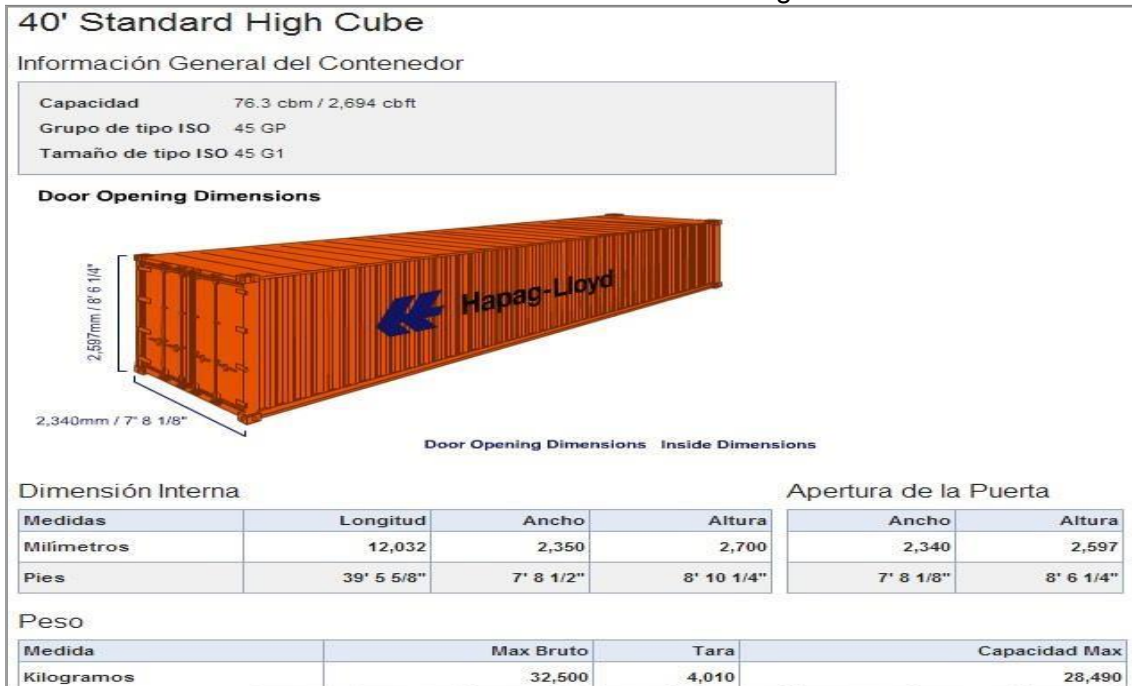 40' Standard High Cube
Información General del Contenedor
Capacidad 76.3 cbm / 2,694 cbft
Grupo de tipo ISO 45 GP
Tamaño de tipo ISO 45 G1
Door Opening Dimensions
2,597mm / 8' 6 1/4"
Hapag-Lloyd
2,340mm / 7' 8 1/8"
Door Opening Dimensions Inside Dimensions
Dimensión Interna Apertura de la Puerta
Medidas Longitud Ancho Altura Ancho Altura
Milímetros 12,032 2,350 2,700 2,340 2,597
Pies 39' 5 5/8" 7' 8 1/2" 8' 10 1/4" 7' 8 1/8" 8' 6 1/4"
Peso
Medida Max Bruto Tara Capacidad Max
Kilogramos 32,500 4,010 28,490